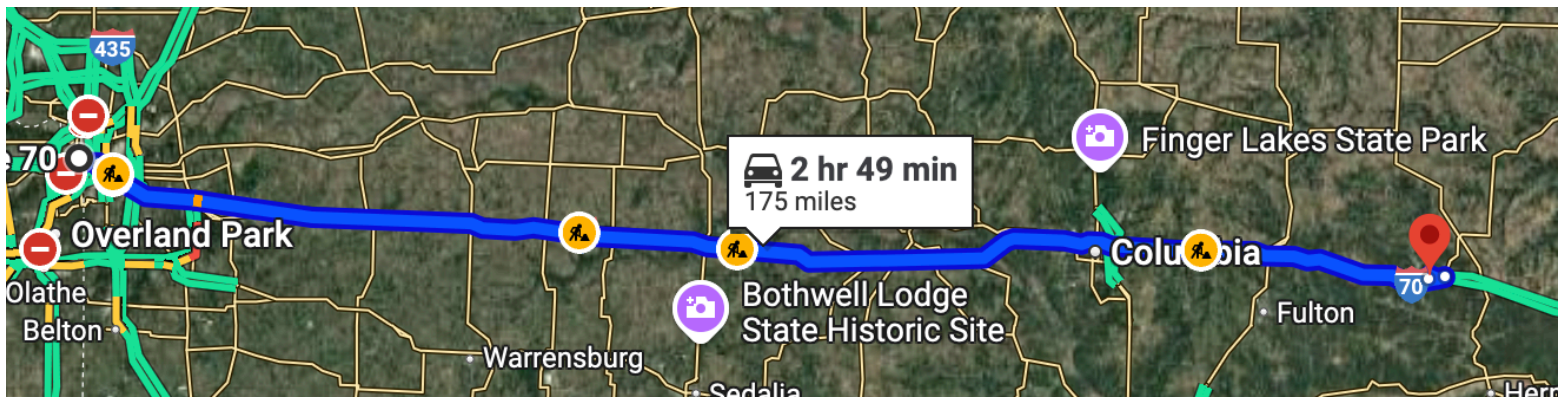 435
e 70
Overland Park
Olathe
Belton
Warrensburg
2 hr 49 min
175 miles
Bothwell Lodge
State Historic Site
Sedalia
Finger Lakes State Park
Columbia
70
Fulton
Her